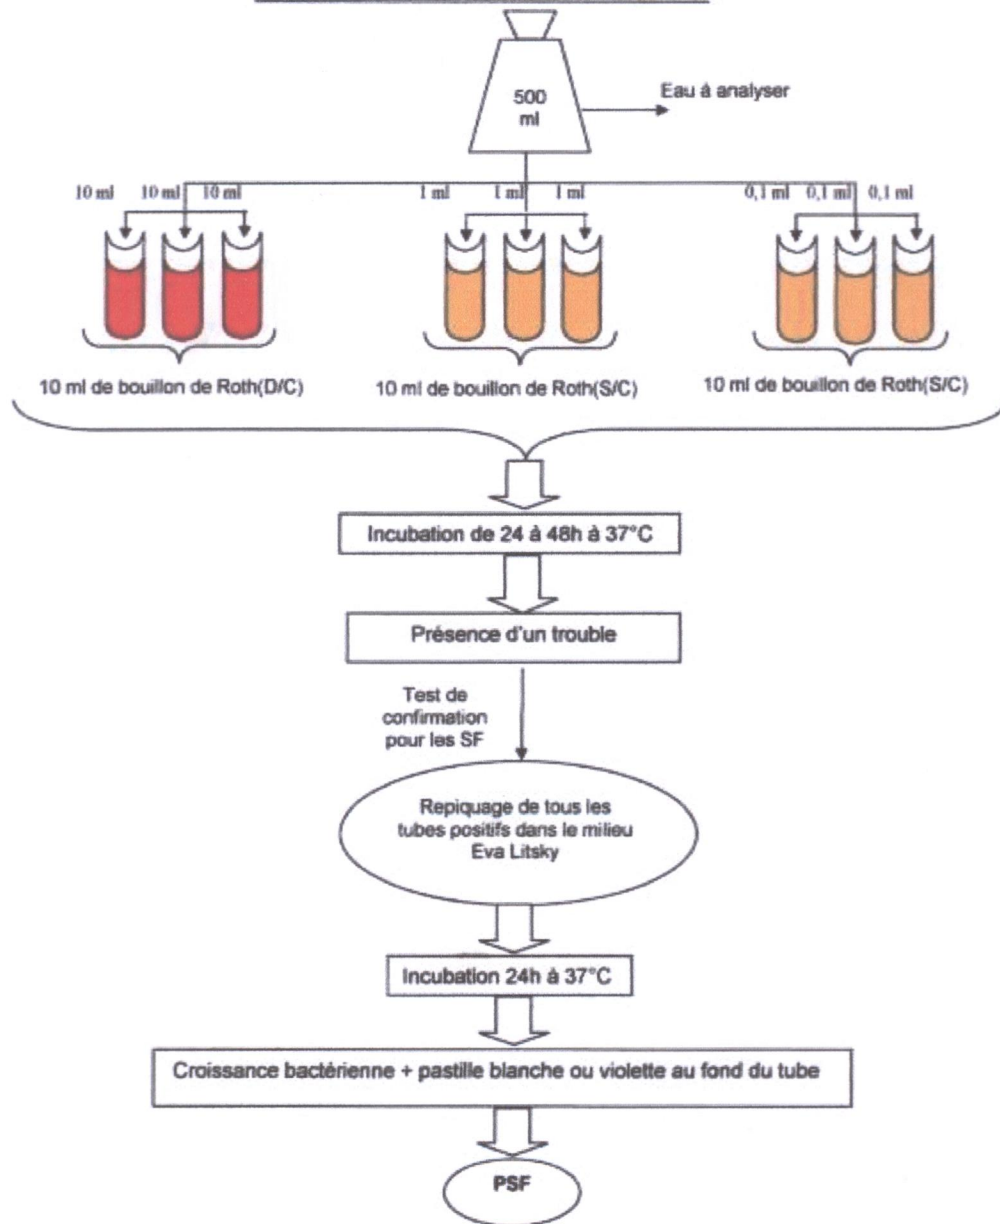 500
ml
Eau à analyser
10 ml 10 ml 10 ml
1 ml 1 ml 1 ml
0,1 ml 0,1 ml 0,1 ml
10 ml de bouillon de Roth(D/C)
10 ml de bouillon de Roth(S/C)
10 ml de bouillon de Roth(S/C)
Incubation de 24 à 48h à 37°C
Présence d'un trouble
Test de
confirmation
pour les SF
Repiquage de tous les
tubes positifs dans le milieu
Eva Litsky
Incubation 24h à 37°C
Croissance bactérienne + pastille blanche ou violette au fond du tube
PSF